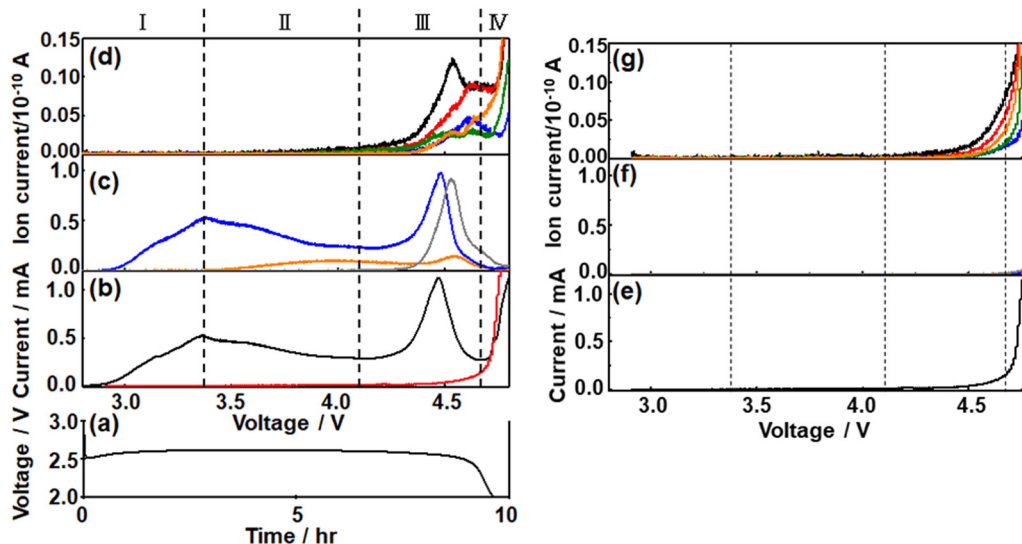 I II III IV
(d)
0.15
0.10
0.05
0.00
Ion current/10⁻¹⁰ A
(c)
0.5
0.0
(b)
1.0
0.5
0.0
Current / mA
3.0 3.5 4.0 4.5
Voltage / V
(a)
3.0
2.5
2.0
Voltage / V
0 5 10
Time / hr
(g)
0.15
0.10
0.05
0.00
Ion current/10⁻¹⁰ A
(f)
0.5
0.0
(e)
1.0
0.5
0.0
Current / mA
3.0 3.5 4.0 4.5
Voltage / V